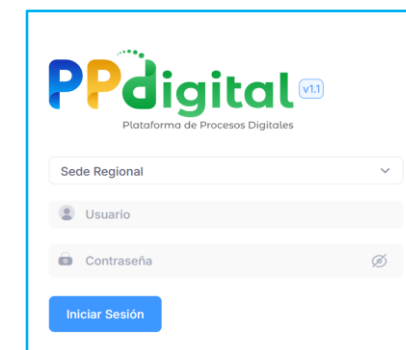 PPdigital v1.1
Plataforma de Procesos Digitales
Sede Regional
Usuario
Contraseña
Iniciar Sesión